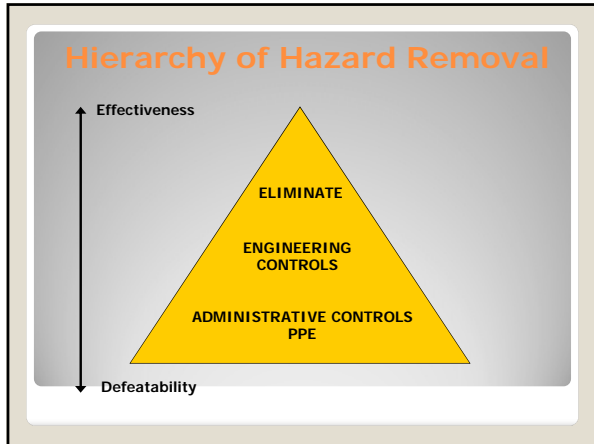 Hierarchy of Hazard Removal
Effectiveness
ELIMINATE
ENGINEERING
CONTROLS
ADMINISTRATIVE CONTROLS
PPE
Defeatability